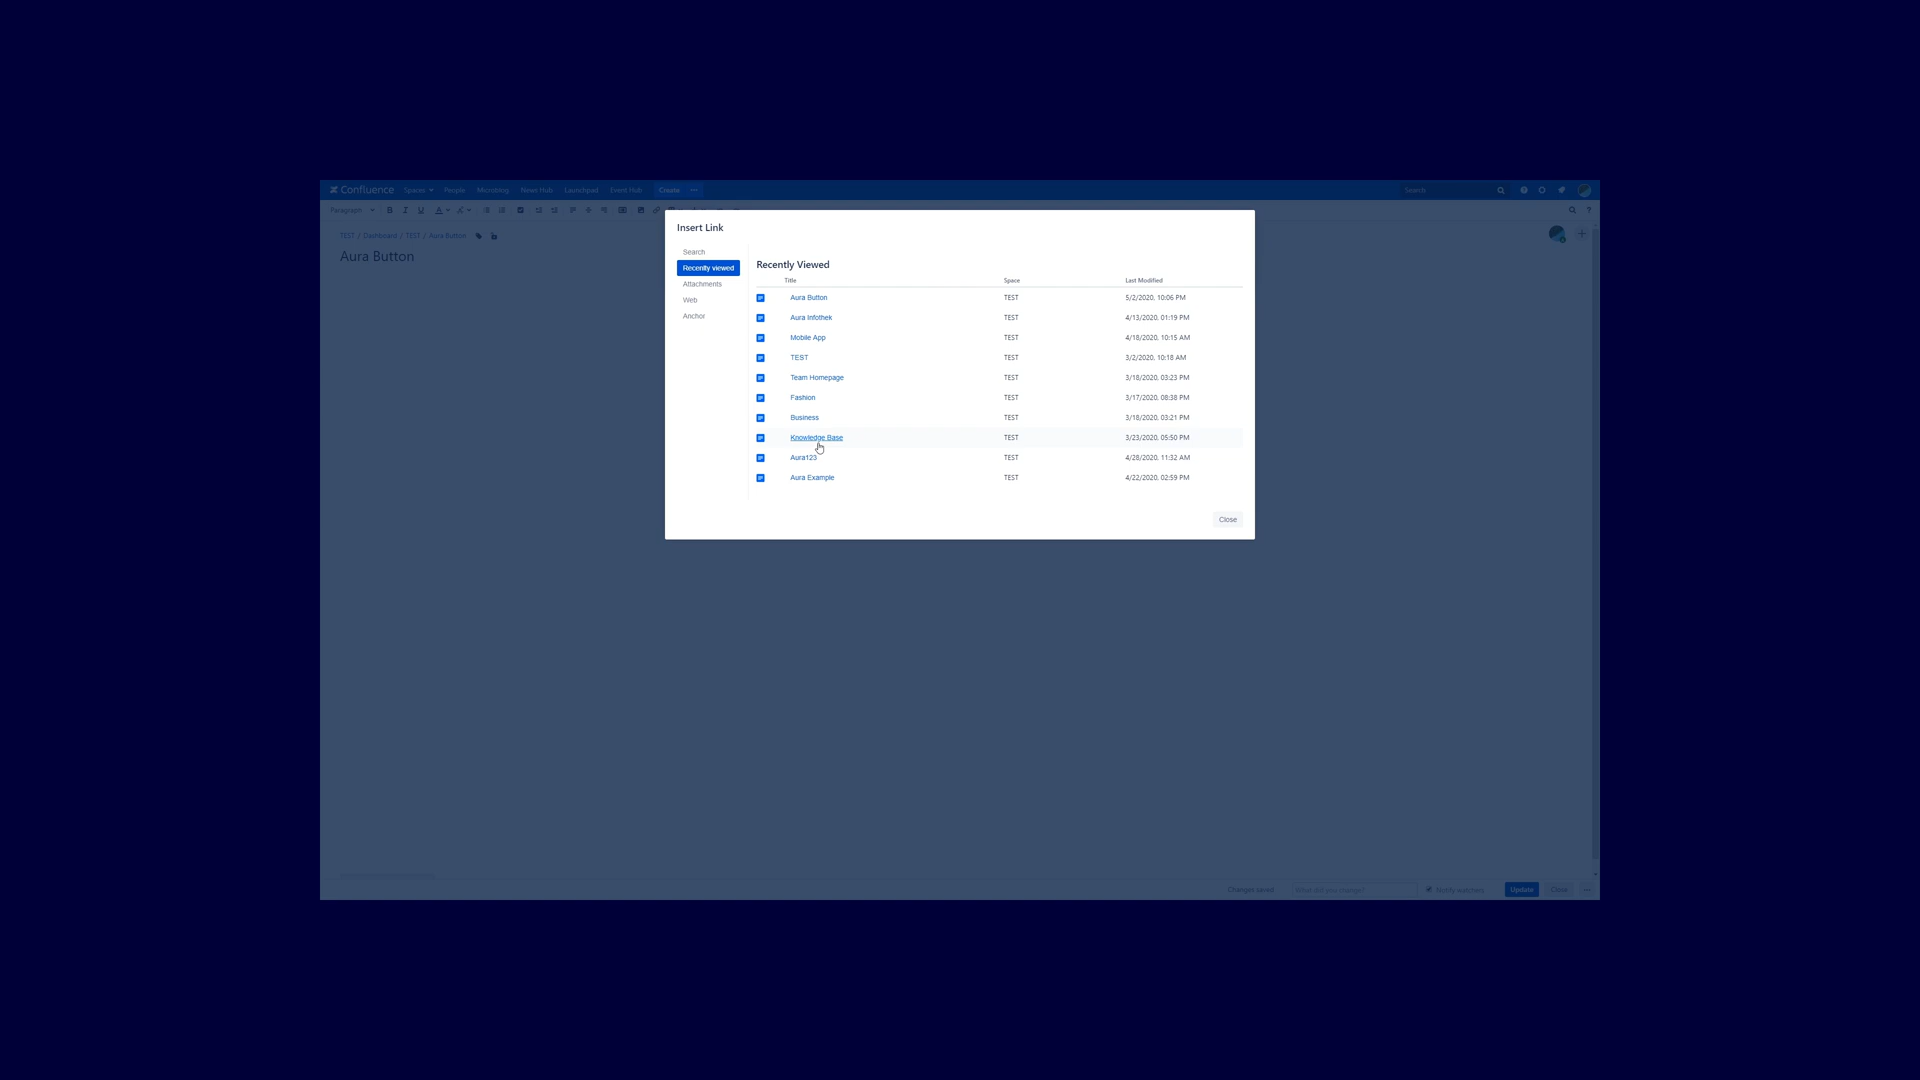 Confluence Spaces People Microblog News Hub Launchpad Event Hub Create ··· Search
Paragraph B I U A
TEST / Dashboard / TEST / Aura Button
Aura Button
Insert Link
Search
Recently viewed
Attachments
Web
Anchor
Recently Viewed
Title Space Last Modified
Aura Button TEST 5/2/2020, 10:06 PM
Aura Infothek TEST 4/13/2020, 01:19 PM
Mobile App TEST 4/18/2020, 10:15 AM
TEST TEST 3/2/2020, 10:18 AM
Team Homepage TEST 3/18/2020, 03:23 PM
Fashion TEST 3/17/2020, 08:38 PM
Business TEST 3/18/2020, 03:21 PM
Knowledge Base TEST 3/23/2020, 05:50 PM
Aura123 TEST 4/28/2020, 11:32 AM
Aura Example TEST 4/22/2020, 02:59 PM
Close
Changes saved What did you change? Notify watchers Update Close ···